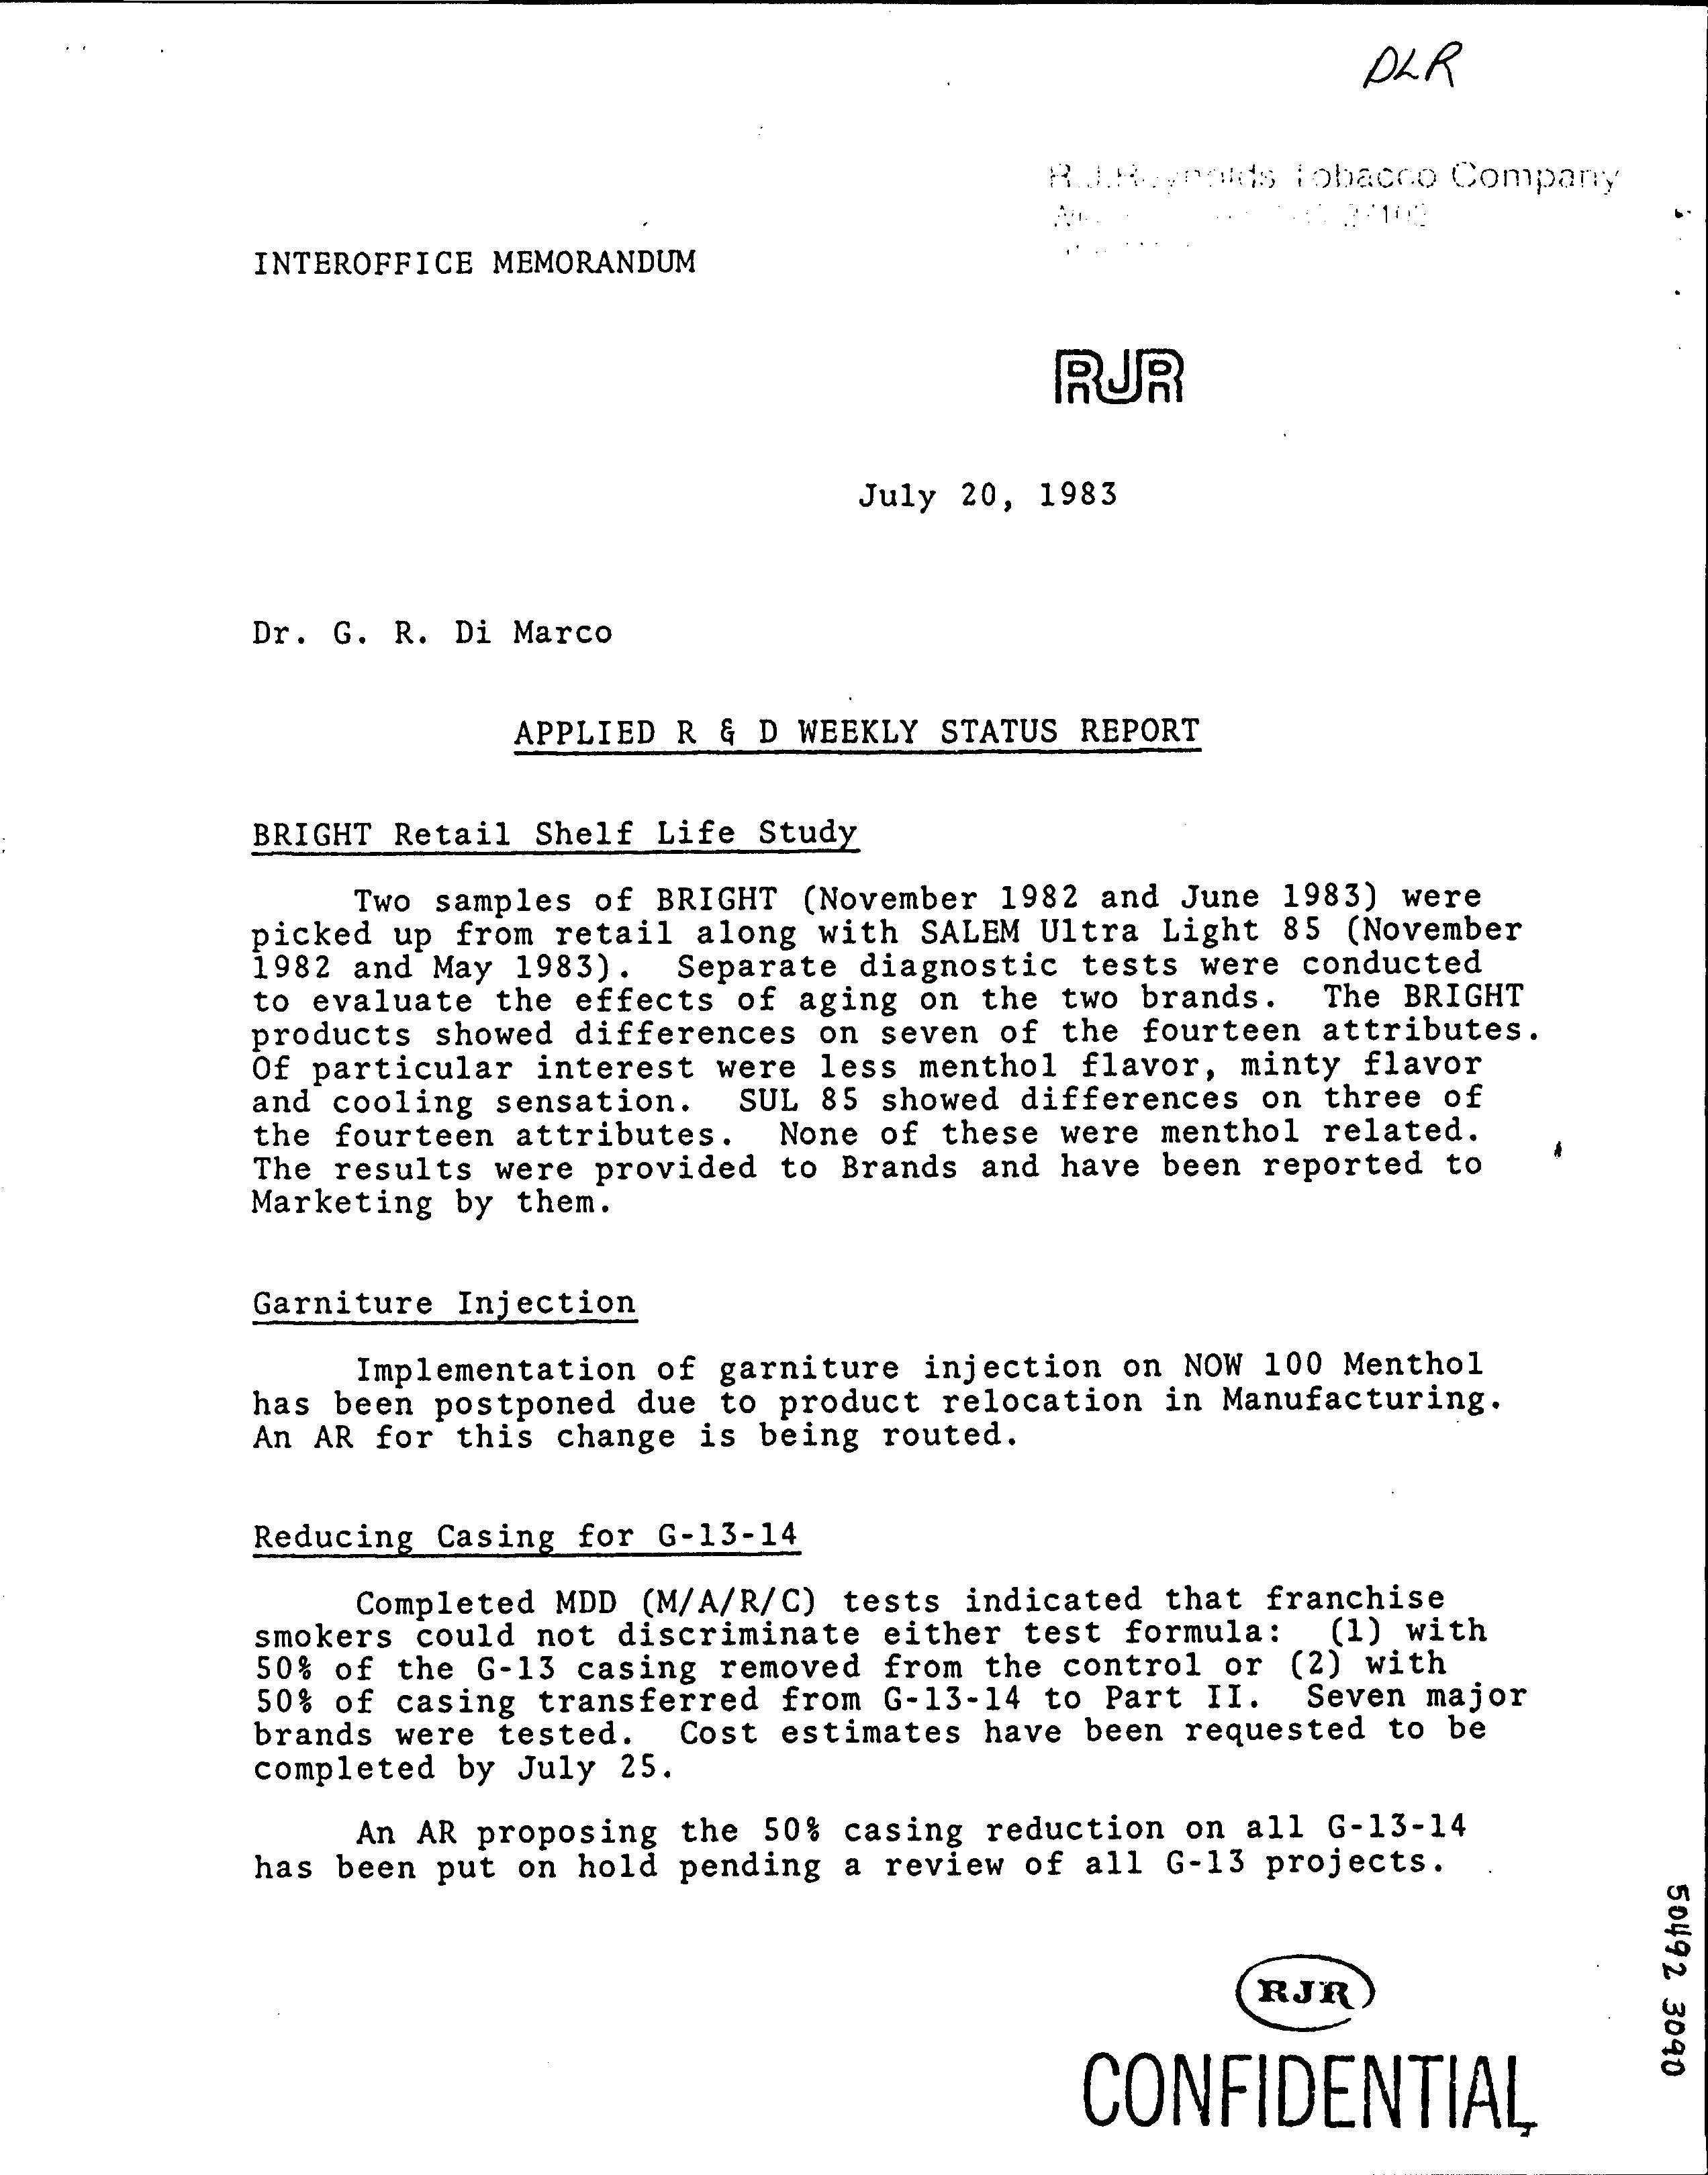 DLR
R.J.Reynolds Tobacco Company
INTEROFFICE MEMORANDUM
RJR
July 20, 1983
Dr. G. R. Di Marco
APPLIED R & D WEEKLY STATUS REPORT
BRIGHT Retail Shelf Life Study
Two samples of BRIGHT (November 1982 and June 1983) were
picked up from retail along with SALEM Ultra Light 85 (November
1982 and May 1983). Separate diagnostic tests were conducted
to evaluate the effects of aging on the two brands. The BRIGHT
products showed differences on seven of the fourteen attributes.
Of particular interest were less menthol flavor, minty flavor
and cooling sensation. SUL 85 showed differences on three of
the fourteen attributes. None of these were menthol related.
The results were provided to Brands and have been reported to
Marketing by them.
Garniture Injection
Implementation of garniture injection on NOW 100 Menthol
has been postponed due to product relocation in Manufacturing.
An AR for this change is being routed.
Reducing Casing for G-13-14
Completed MDD (M/A/R/C) tests indicated that franchise
smokers could not discriminate either test formula: (1) with
50% of the G-13 casing removed from the control or (2) with
50% of casing transferred from G-13-14 to Part II. Seven major
brands were tested. Cost estimates have been requested to be
completed by July 25.
An AR proposing the 50% casing reduction on all G-13-14
has been put on hold pending a review of all G-13 projects.
RJR
CONFIDENTIAL
50492 3090